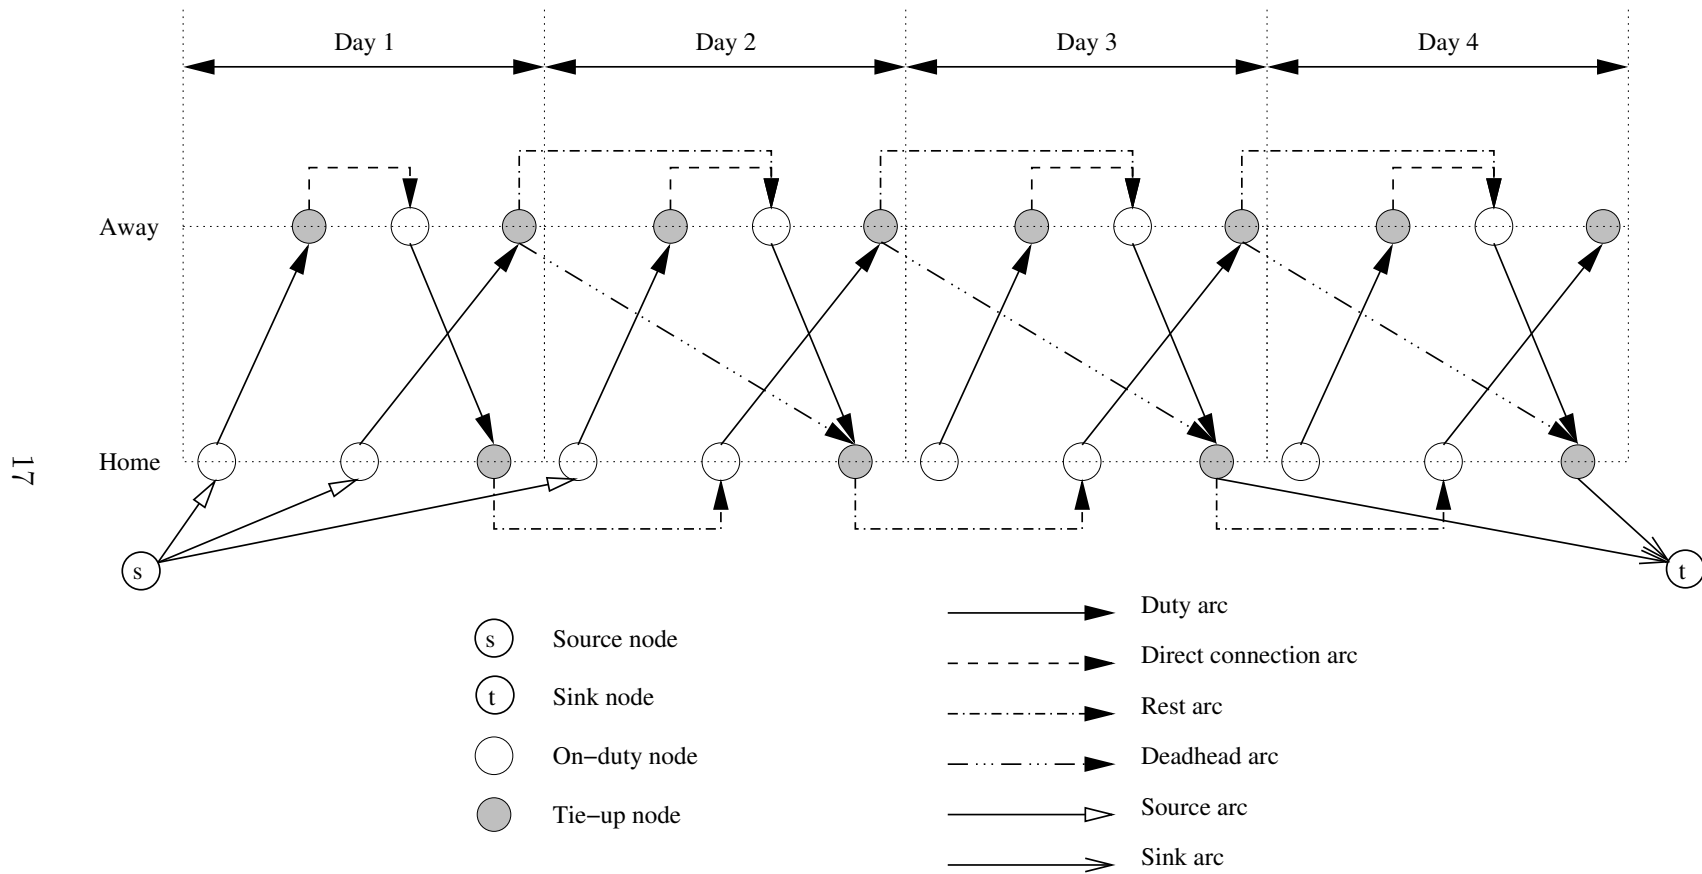 Day 1
Day 2
Day 3
Day 4
Away
Home
17
s
t
Duty arc
s
Source node
Direct connection arc
t
Sink node
Rest arc
On−duty node
Deadhead arc
Tie−up node
Source arc
Sink arc